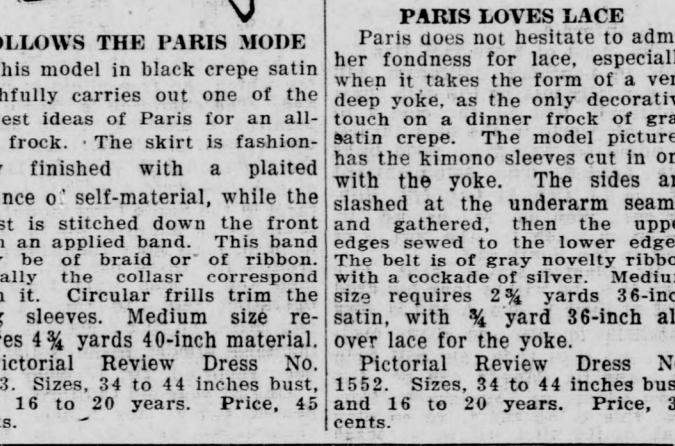 OLLOWS THE PARIS MODE
his model in black crepe satin
hfully carries out one of the
est ideas of Paris for an all-
frock. The skirt is fashion-
y finished with a plaited
nce of self-material, while the
st is stitched down the front
h an applied band. This band
y be of braid or of ribbon.
ally the collasr correspond
h it. Circular frills trim the
g sleeves. Medium size re-
res 4¾ yards 40-inch material.
ictorial Review Dress No.
3. Sizes, 34 to 44 inches bust,
16 to 20 years. Price, 45
ts.
PARIS LOVES LACE
Paris does not hesitate to adm
her fondness for lace, especiall
when it takes the form of a ver
deep yoke, as the only decorativ
touch on a dinner frock of gra
satin crepe. The model picture
has the kimono sleeves cut in on
with the yoke. The sides ar
slashed at the underarm seam
and gathered, then the uppe
edges sewed to the lower edge
The belt is of gray novelty ribbo
with a cockade of silver. Mediu
size requires 2¾ yards 36-inc
satin, with ¾ yard 36-inch al
over lace for the yoke.
Pictorial Review Dress N
1552. Sizes, 34 to 44 inches bus
and 16 to 20 years. Price, 3
cents.